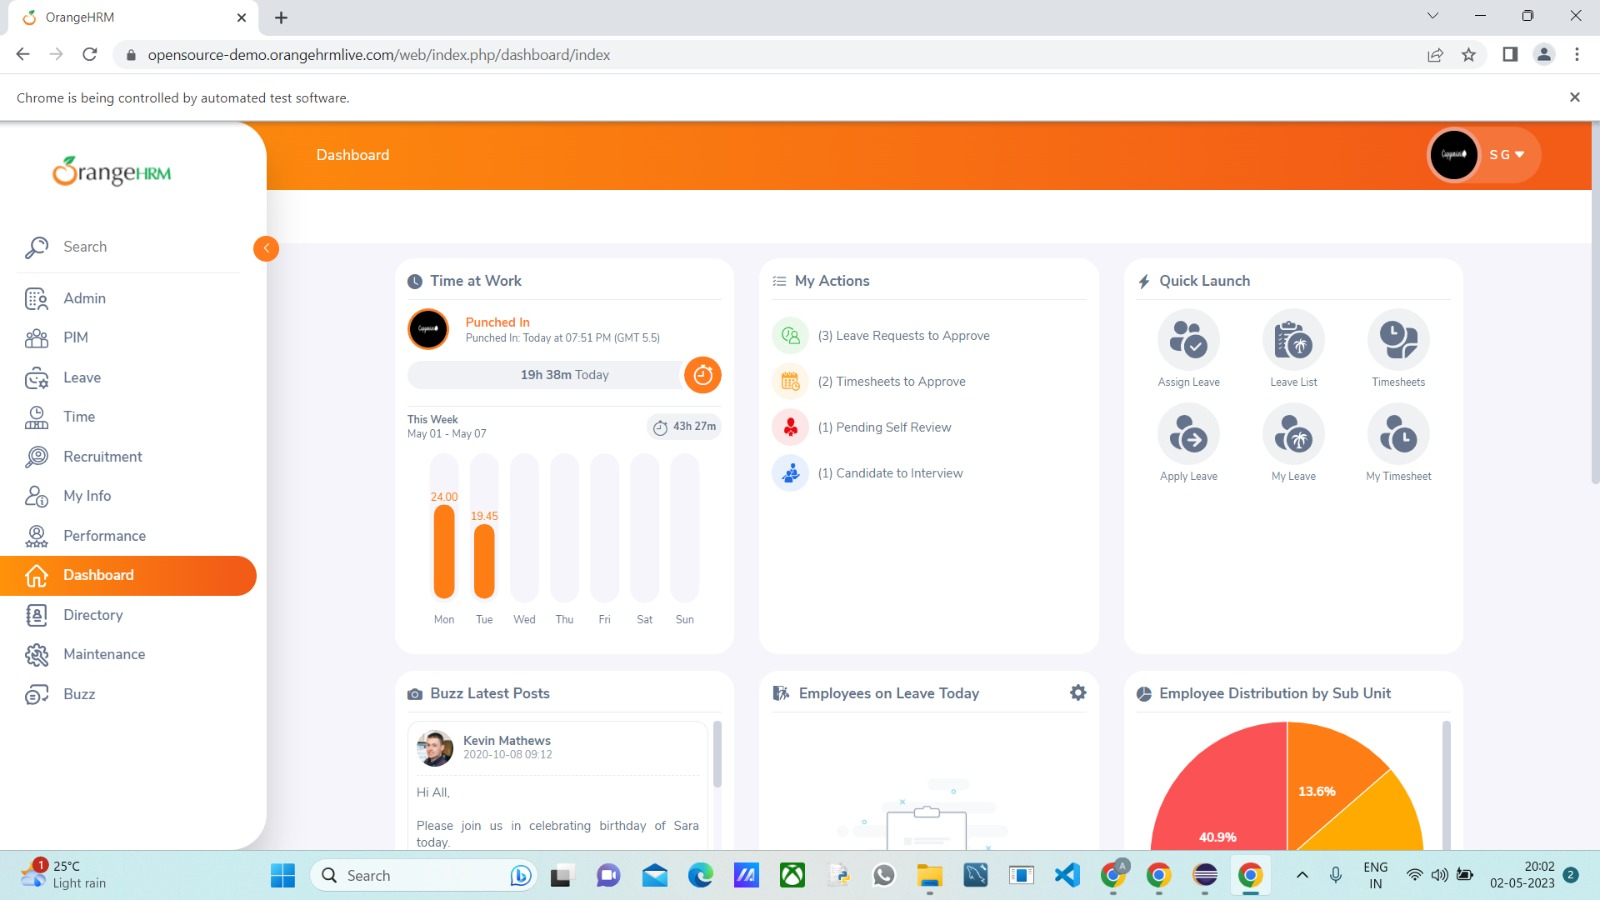 OrangeHRM
opensource-demo.orangehrmlive.com/web/index.php/dashboard/index
Chrome is being controlled by automated test software.
OrangeHRM
Search
Admin
PIM
Leave
Time
Recruitment
My Info
Performance
Dashboard
Directory
Maintenance
Buzz
Dashboard
S G
Time at Work
Punched In
Punched In: Today at 07:51 PM (GMT 5.5)
19h 38m Today
This Week
May 01 - May 07
43h 27m
24.00
19.45
Mon Tue Wed Thu Fri Sat Sun
My Actions
(3) Leave Requests to Approve
(2) Timesheets to Approve
(1) Pending Self Review
(1) Candidate to Interview
Quick Launch
Assign Leave Leave List Timesheets
Apply Leave My Leave My Timesheet
Buzz Latest Posts
Kevin Mathews
2020-10-08 09:12
Hi All,
Please join us in celebrating birthday of Sara
today.
Employees on Leave Today
Employee Distribution by Sub Unit
13.6%
40.9%
1
25°C
Light rain
Search
A
ENG
IN
20:02
02-05-2023
2